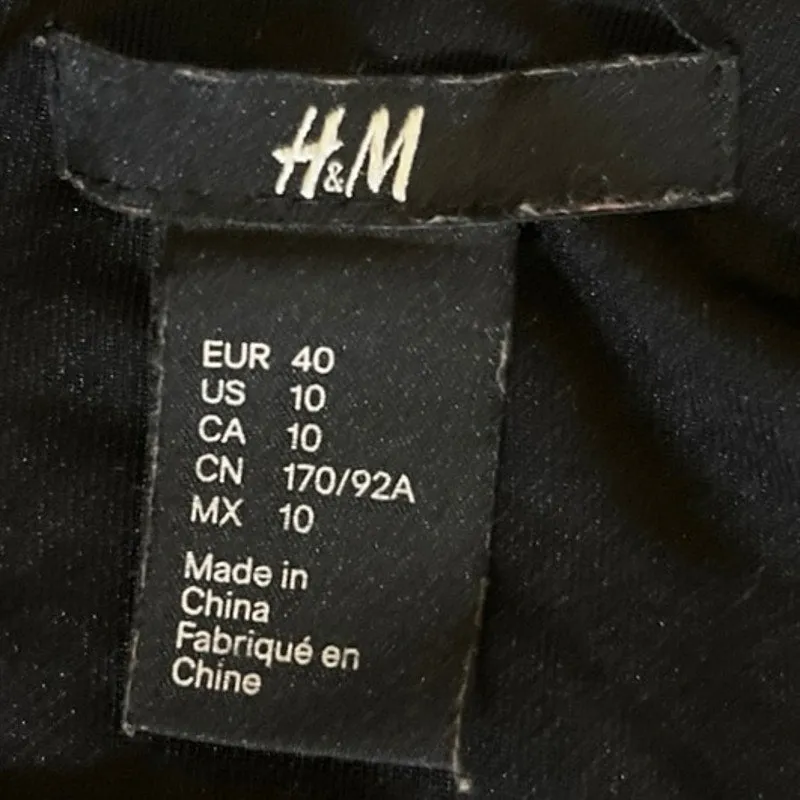 H&M
EUR 40
US 10
CA 10
CN 170/92A
MX 10
Made in
China
Fabriqué en
Chine